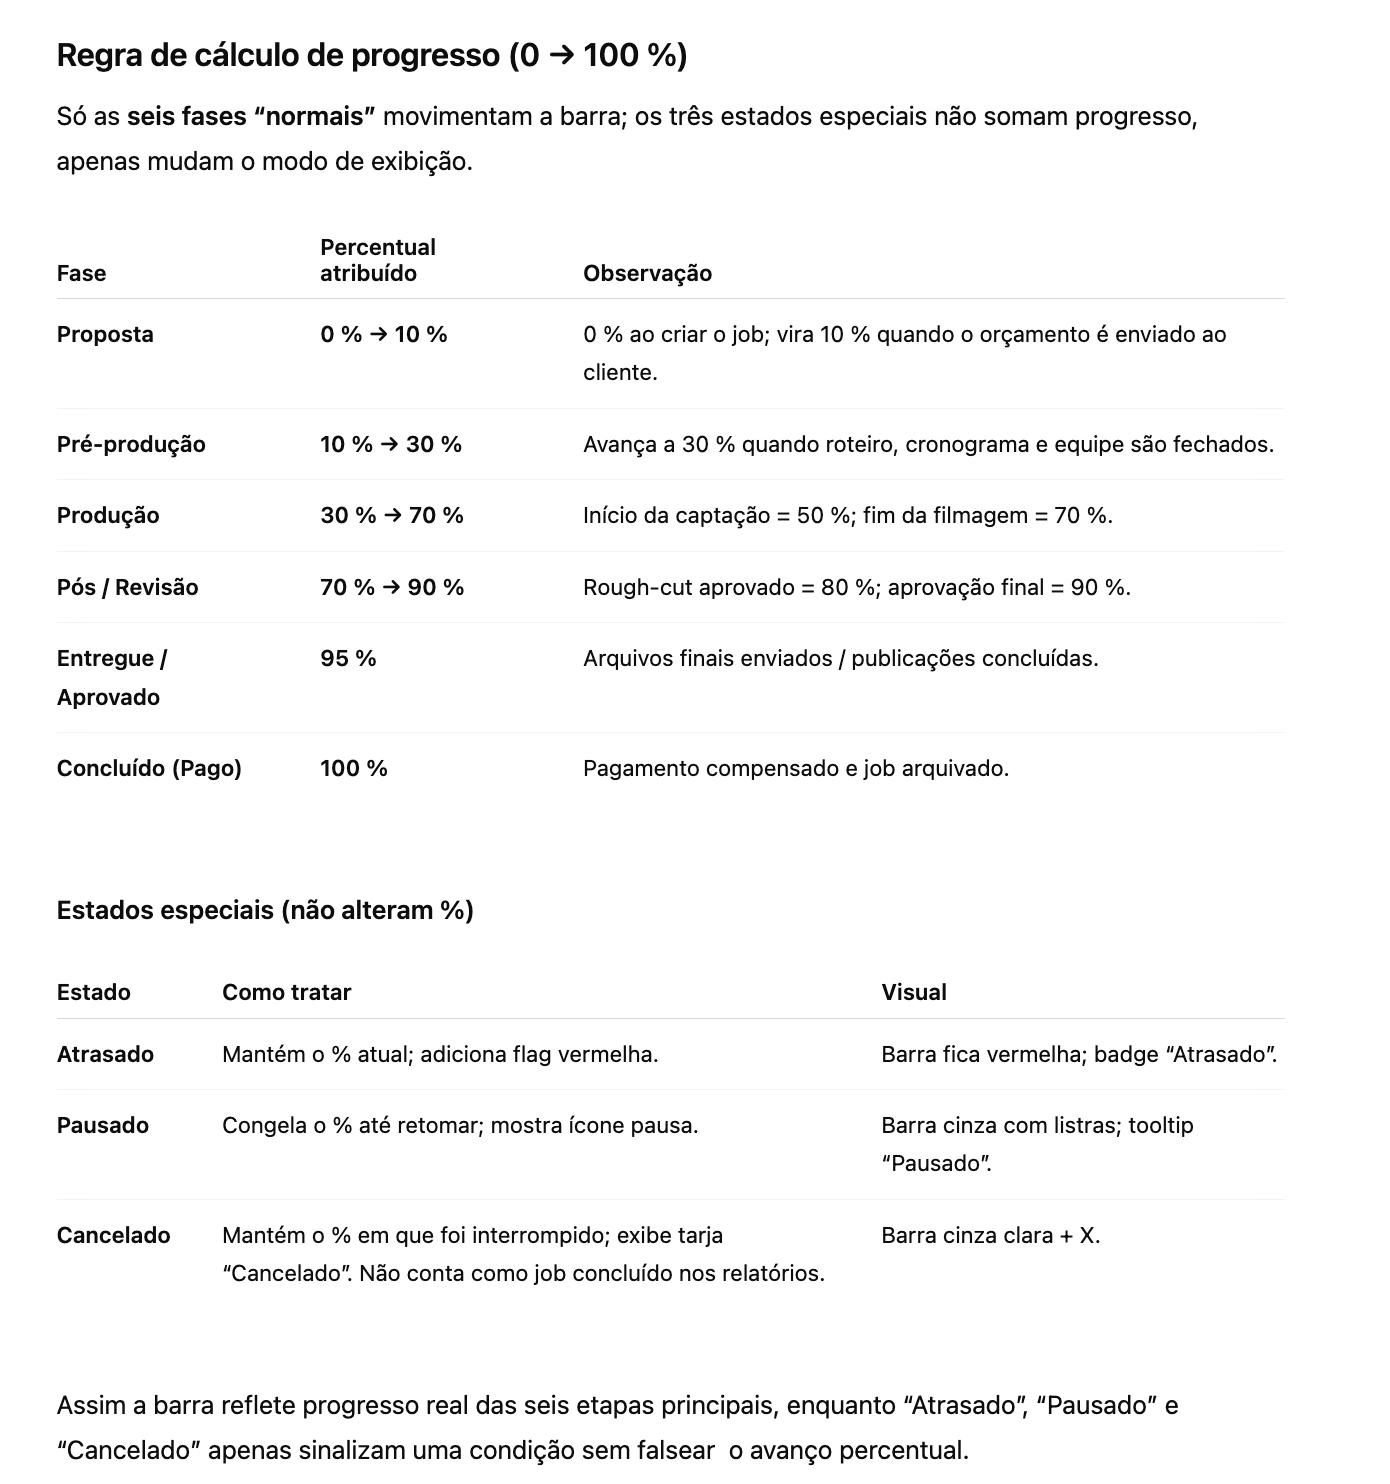 Regra de cálculo de progresso (0 → 100 %)
Só as seis fases “normais” movimentam a barra; os três estados especiais não somam progresso,
apenas mudam o modo de exibição.
Fase Percentual atribuído Observação
Proposta 0 % → 10 % 0 % ao criar o job; vira 10 % quando o orçamento é enviado ao
cliente.
Pré-produção 10 % → 30 % Avança a 30 % quando roteiro, cronograma e equipe são fechados.
Produção 30 % → 70 % Início da captação = 50 %; fim da filmagem = 70 %.
Pós / Revisão 70 % → 90 % Rough-cut aprovado = 80 %; aprovação final = 90 %.
Entregue / 95 % Arquivos finais enviados / publicações concluídas.
Aprovado
Concluído (Pago) 100 % Pagamento compensado e job arquivado.
Estados especiais (não alteram %)
Estado Como tratar Visual
Atrasado Mantém o % atual; adiciona flag vermelha. Barra fica vermelha; badge “Atrasado”.
Pausado Congela o % até retomar; mostra ícone pausa. Barra cinza com listras; tooltip
“Pausado”.
Cancelado Mantém o % em que foi interrompido; exibe tarja Barra cinza clara + X.
“Cancelado”. Não conta como job concluído nos relatórios.
Assim a barra reflete progresso real das seis etapas principais, enquanto “Atrasado”, “Pausado” e
“Cancelado” apenas sinalizam uma condição sem falsear o avanço percentual.